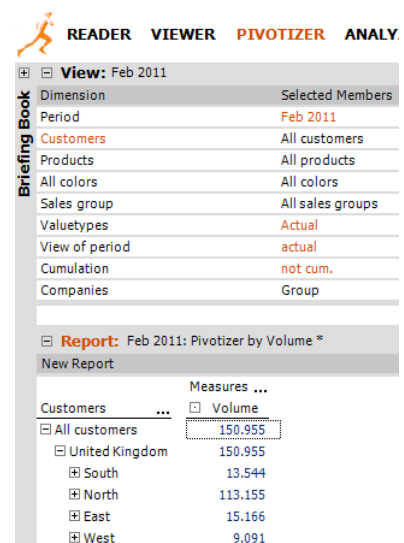 READER VIEWER PIVOTIZER ANALY
View: Feb 2011
Briefing Book
Dimension Selected Members
Period Feb 2011
Customers All customers
Products All products
All colors All colors
Sales group All sales groups
Valuetypes Actual
View of period actual
Cumulation not cum.
Companies Group
Report: Feb 2011: Pivotizer by Volume *
New Report
Measures ...
Customers ... Volume
All customers 150.955
United Kingdom 150.955
South 13.544
North 113.155
East 15.166
West 9.091